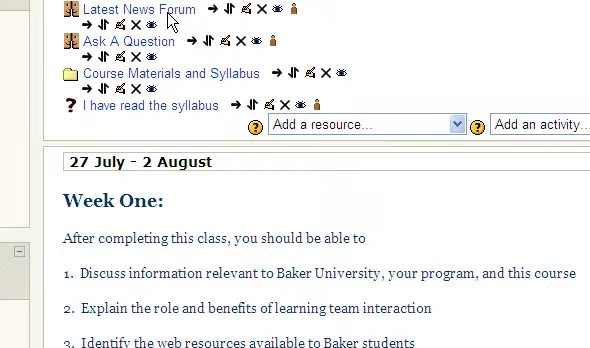 Latest News Forum
Ask A Question
Course Materials and Syllabus
I have read the syllabus
Add a resource... Add an activity...
27 July - 2 August
Week One:
After completing this class, you should be able to
1. Discuss information relevant to Baker University, your program, and this course
2. Explain the role and benefits of learning team interaction
3. Identify the web resources available to Baker students